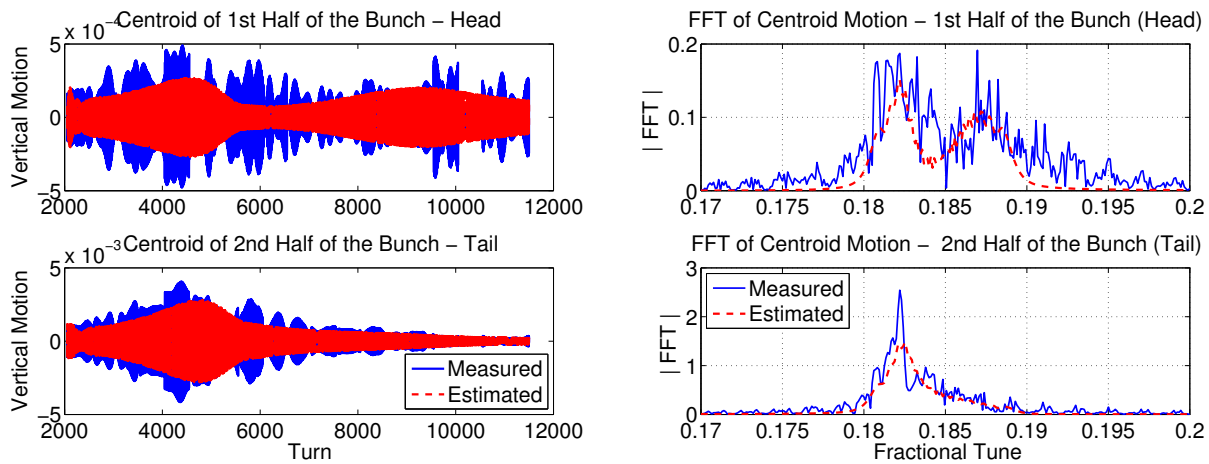 x 10⁻⁴ Centroid of 1st Half of the Bunch − Head
Vertical Motion
5
0
−5
2000 4000 6000 8000 10000 12000
FFT of Centroid Motion − 1st Half of the Bunch (Head)
| FFT |
0.2
0.1
0
0.17 0.175 0.18 0.185 0.19 0.195 0.2
x 10⁻³ Centroid of 2nd Half of the Bunch − Tail
Vertical Motion
5
0
−5
Measured
Estimated
2000 4000 6000 8000 10000 12000
Turn
FFT of Centroid Motion − 2nd Half of the Bunch (Tail)
| FFT |
3
2
1
0
Measured
Estimated
0.17 0.175 0.18 0.185 0.19 0.195 0.2
Fractional Tune